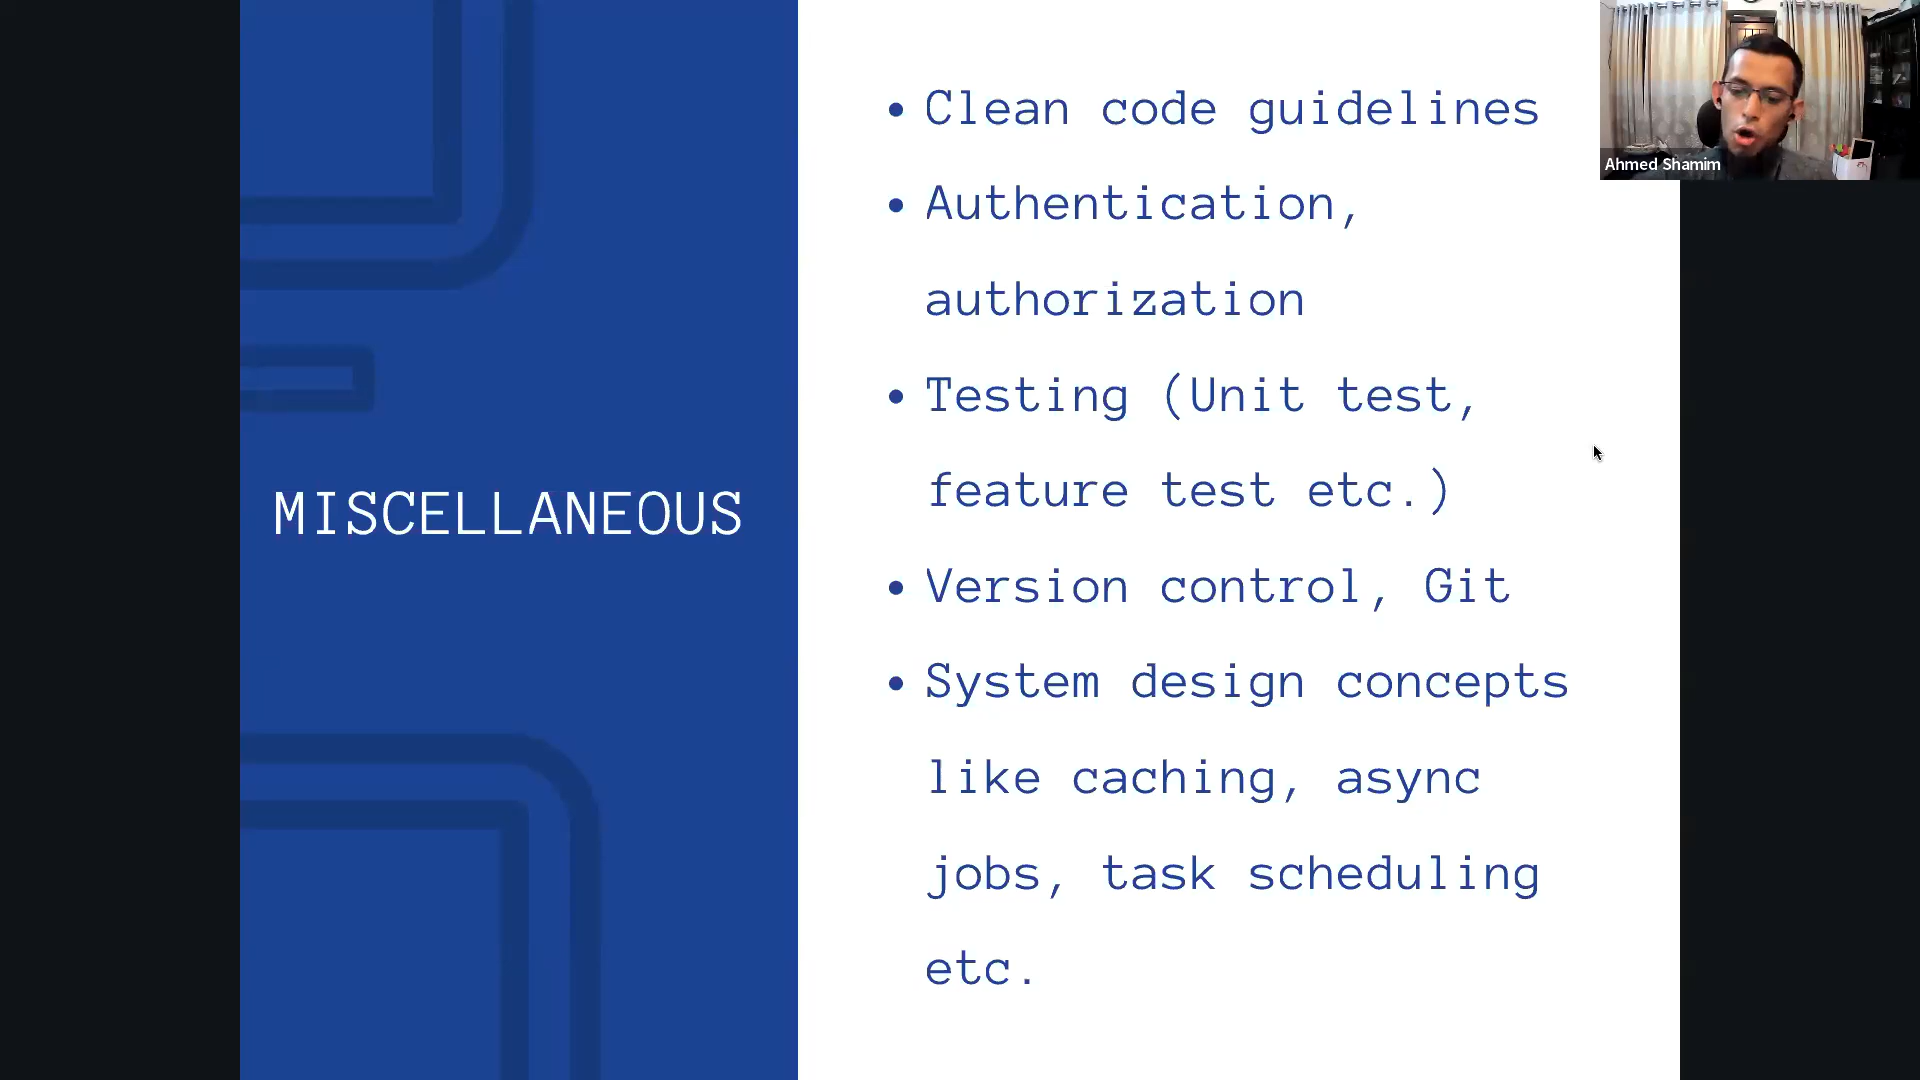 MISCELLANEOUS
• Clean code guidelines
• Authentication,
authorization
• Testing (Unit test,
feature test etc.)
• Version control, Git
• System design concepts
like caching, async
jobs, task scheduling
etc.
Ahmed Shamim